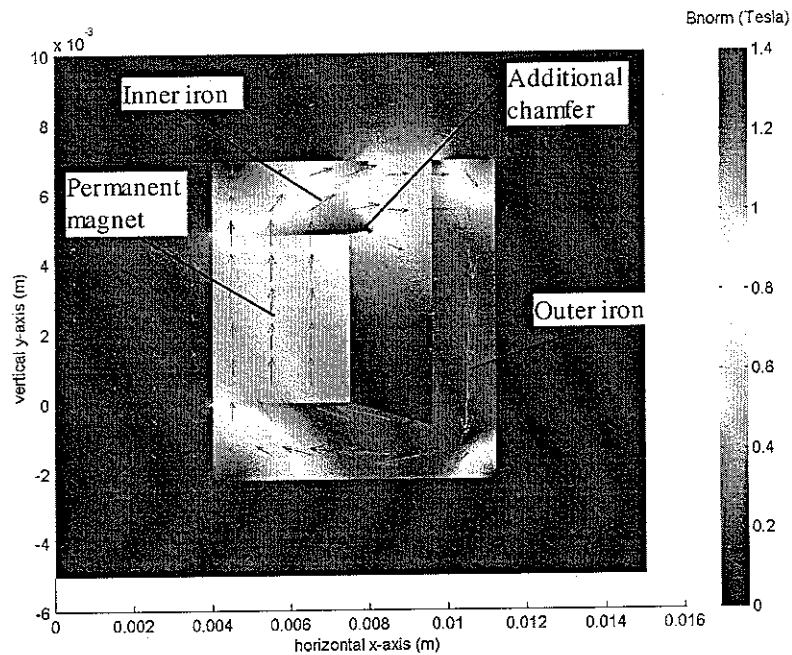 Bnorm (Tesla)
x 10⁻³
10
8
6
4
2
0
-2
-4
-6
vertical y-axis (m)
0
0.002
0.004
0.006
0.008
0.01
0.012
0.014
0.016
horizontal x-axis (m)
Inner iron
Additional
chamfer
Permanent
magnet
Outer iron
1.4
1.2
1
0.8
0.6
0.4
0.2
0